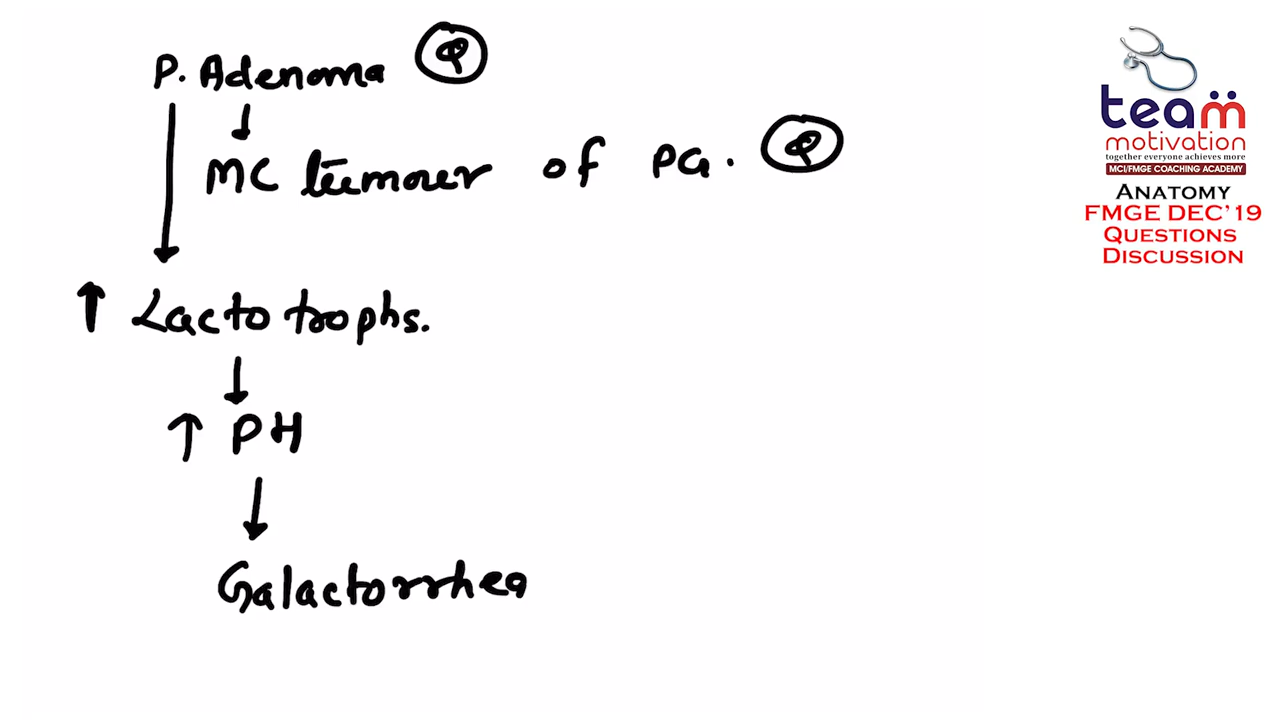 P. Adenoma Q
MC tumour of PG. Q
↑ Lactotrophs.
↑ PH
Galactorrhea
team
motivation
together everyone achieves more
MCI/FMGE COACHING ACADEMY
ANATOMY
FMGE DEC'19
QUESTIONS
DISCUSSION